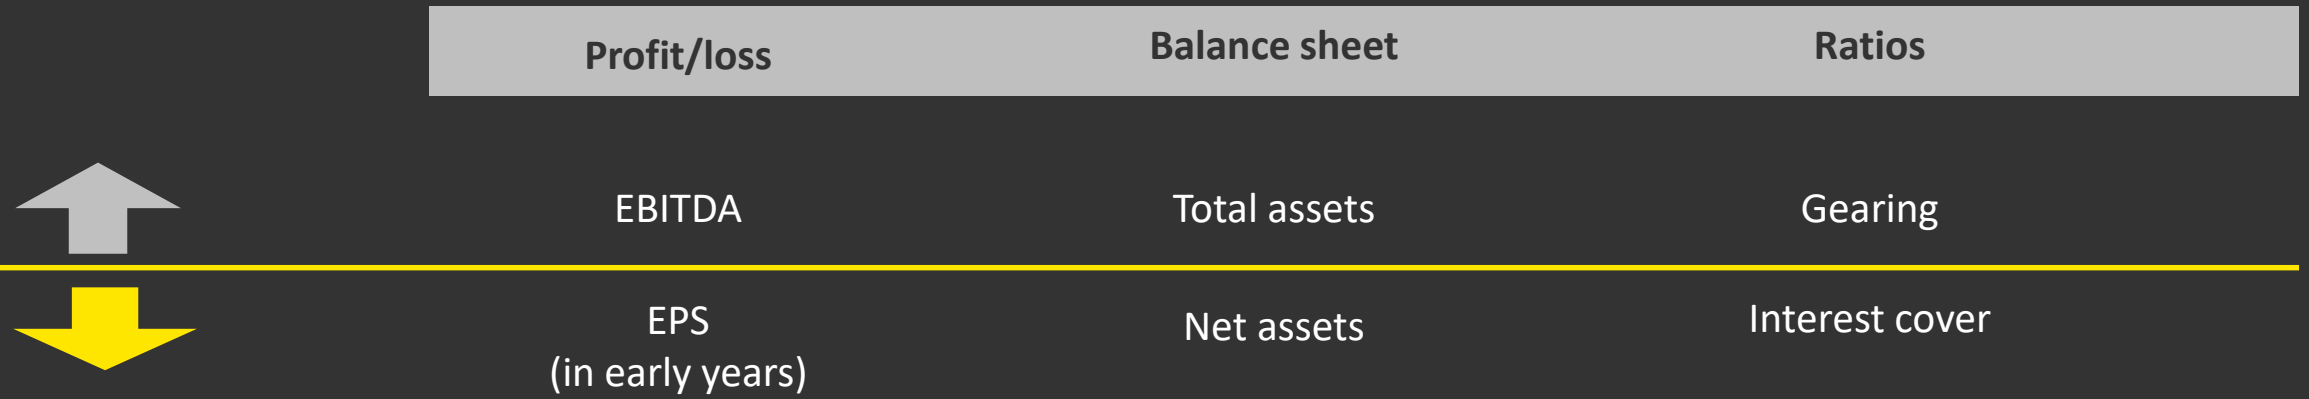 Profit/loss
Balance sheet
Ratios
EBITDA
Total assets
Gearing
EPS
(in early years)
Net assets
Interest cover